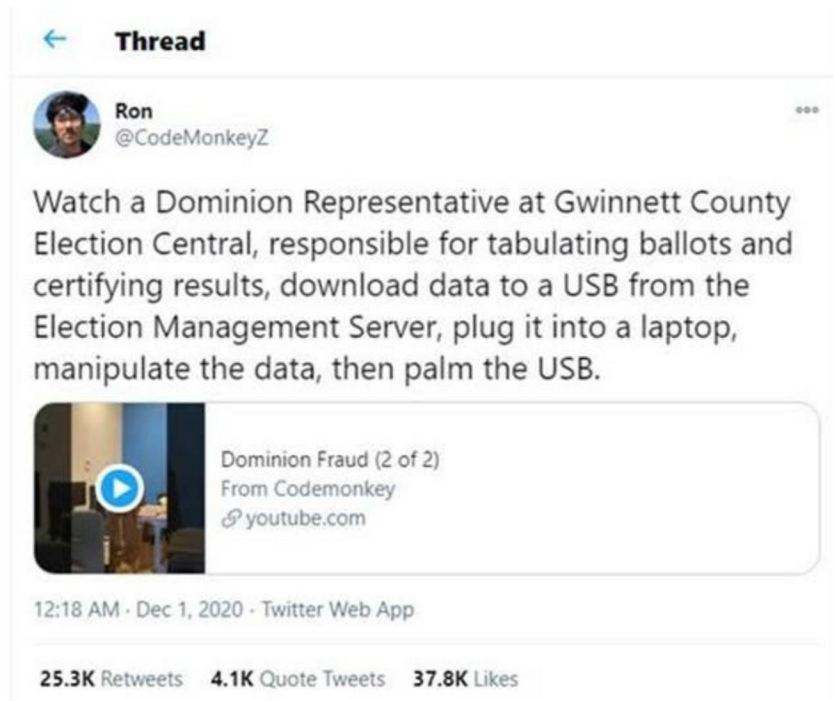 Thread
Ron
@CodeMonkeyZ
Watch a Dominion Representative at Gwinnett County
Election Central, responsible for tabulating ballots and
certifying results, download data to a USB from the
Election Management Server, plug it into a laptop,
manipulate the data, then palm the USB.
Dominion Fraud (2 of 2)
From Codemonkey
youtube.com
12:18 AM · Dec 1, 2020 · Twitter Web App
25.3K Retweets 4.1K Quote Tweets 37.8K Likes